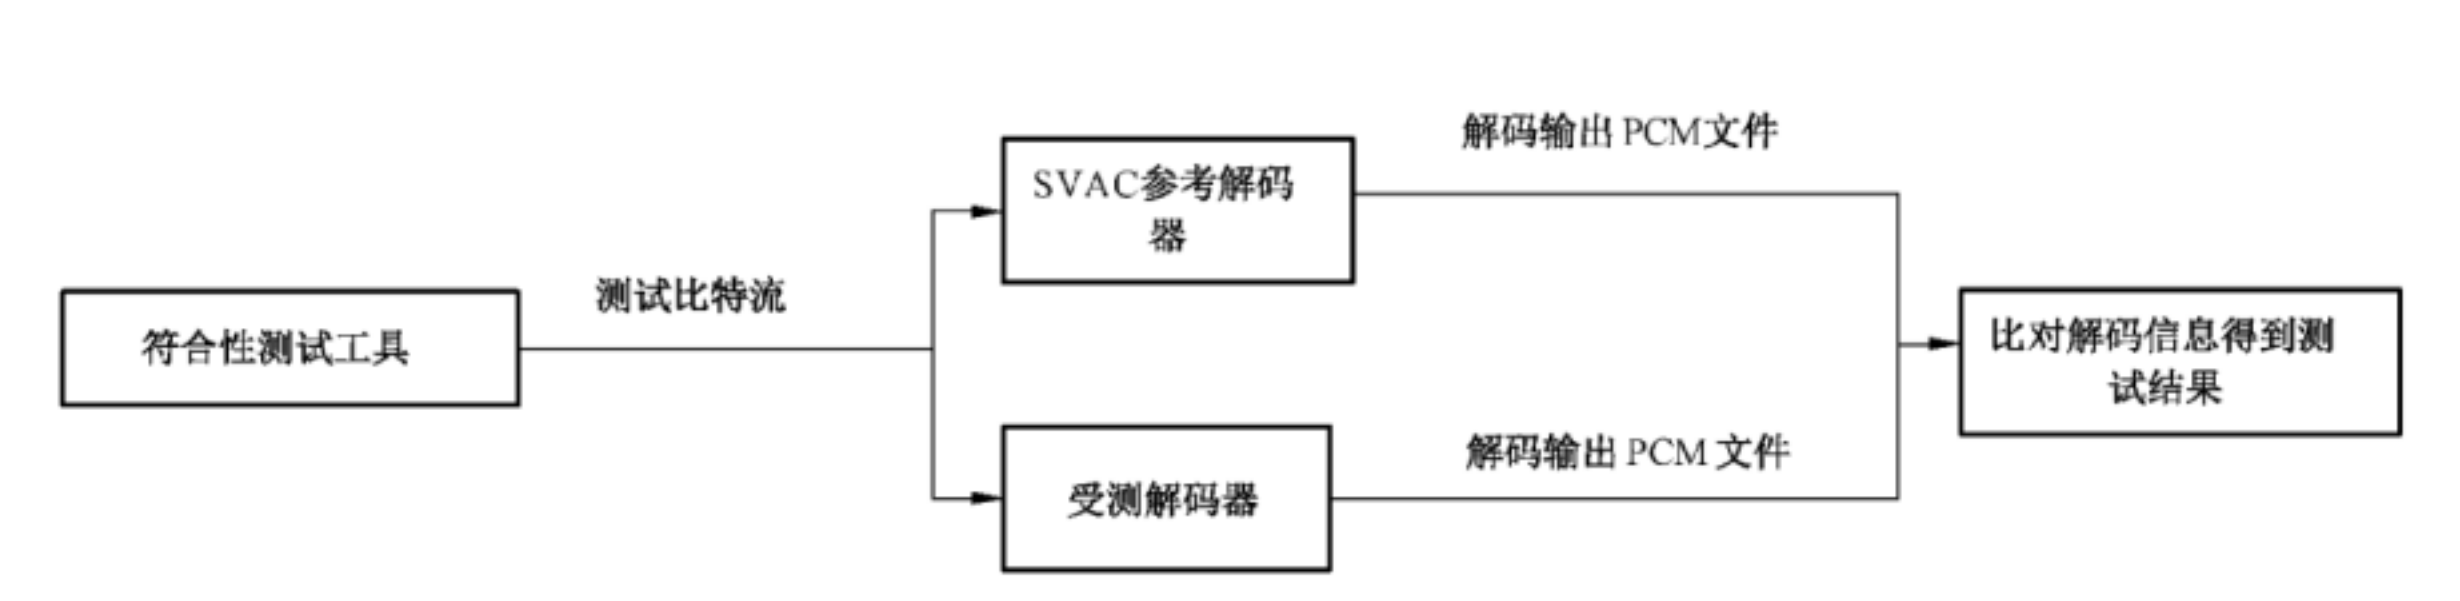 解码输出 PCM文件
SVAC参考解码
器
测试比特流
符合性测试工具
比对解码信息得到测
试结果
解码输出 PCM 文件
受测解码器